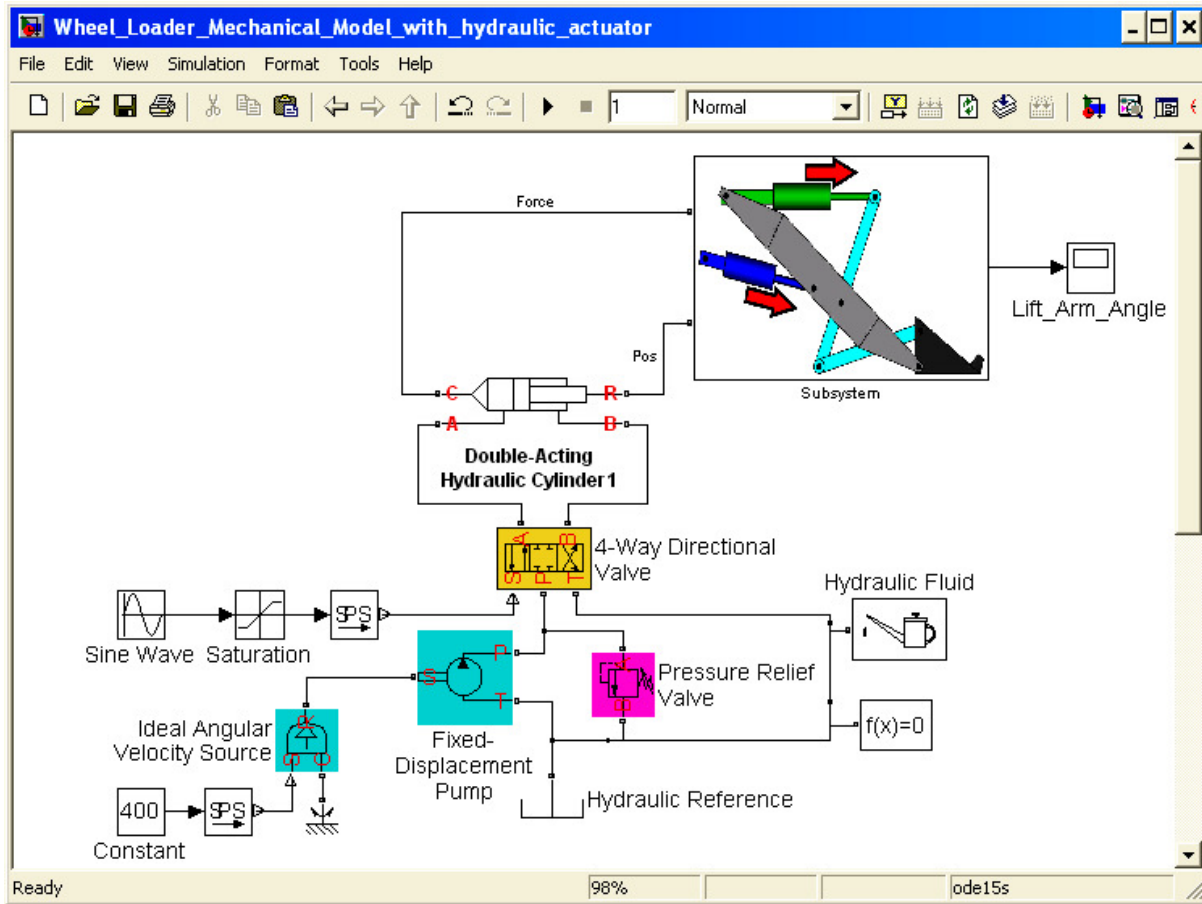 Wheel_Loader_Mechanical_Model_with_hydraulic_actuator
File Edit View Simulation Format Tools Help
1 Normal
Force
Lift_Arm_Angle
Pos
Subsystem
C R
A B
Double-Acting
Hydraulic Cylinder1
A B
S P T
4-Way Directional
Valve
Hydraulic Fluid
SPS
Sine Wave Saturation
S P T
A B
Pressure Relief
Valve
Ideal Angular
Velocity Source
R
S C
f(x)=0
Fixed-
Displacement
Pump
Hydraulic Reference
400
SPS
Constant
Ready 98% ode15s